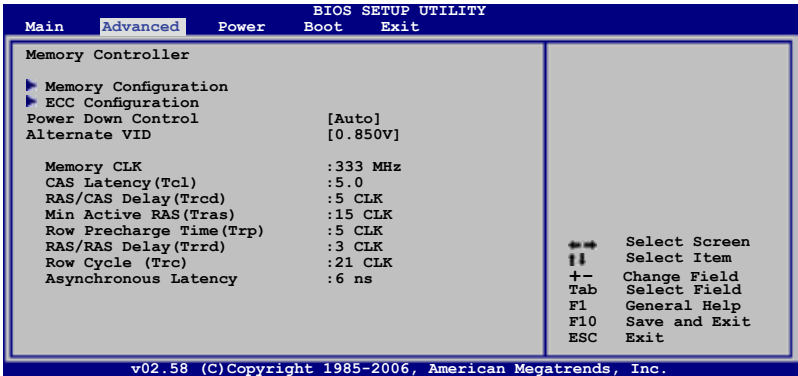 BIOS SETUP UTILITY
Main Advanced Power Boot Exit
Memory Controller
Memory Configuration
ECC Configuration
Power Down Control [Auto]
Alternate VID [0.850V]
Memory CLK :333 MHz
CAS Latency(Tcl) :5.0
RAS/CAS Delay(Trcd) :5 CLK
Min Active RAS(Tras) :15 CLK
Row Precharge Time(Trp) :5 CLK
RAS/RAS Delay(Trrd) :3 CLK
Row Cycle (Trc) :21 CLK
Asynchronous Latency :6 ns
Select Screen
Select Item
+- Change Field
Tab Select Field
F1 General Help
F10 Save and Exit
ESC Exit
v02.58 (C)Copyright 1985-2006, American Megatrends, Inc.